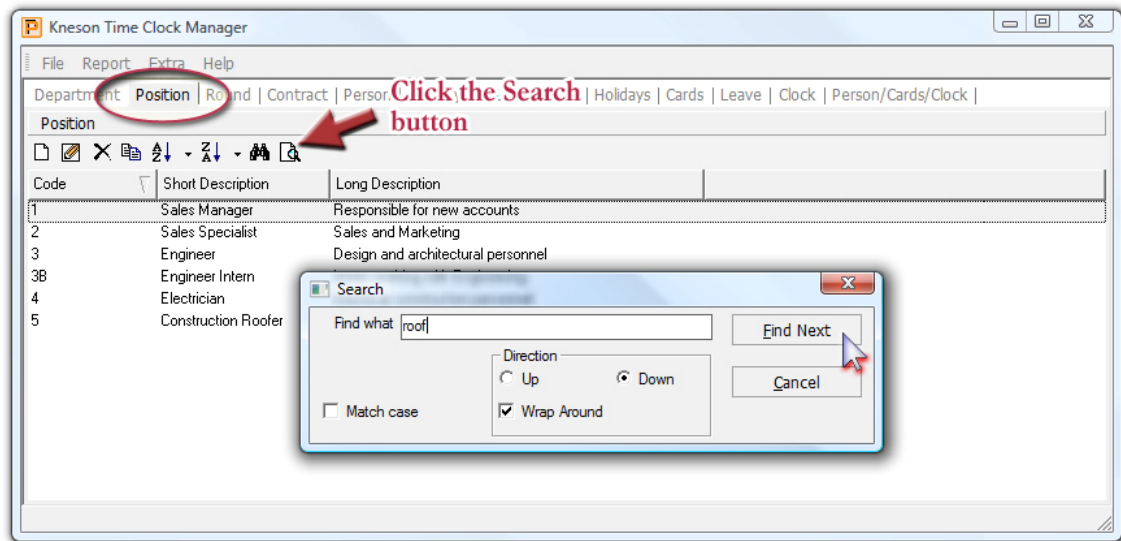 Kneson Time Clock Manager
File Report Extra Help
Click the Search
button
Department Position Round | Contract | Person | Holidays | Cards | Leave | Clock | Person/Cards/Clock |
Position
Code Short Description Long Description
1 Sales Manager Responsible for new accounts
2 Sales Specialist Sales and Marketing
3 Engineer Design and architectural personnel
3B Engineer Intern
4 Electrician
5 Construction Roofer
Search
Find what roof
Find Next
Direction
Up Down
Cancel
Match case Wrap Around